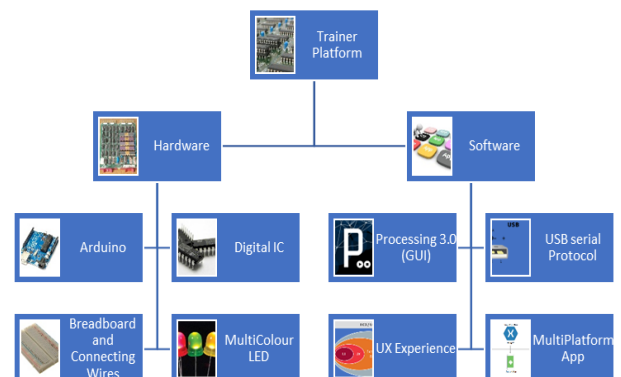 Trainer
Platform
Hardware
Software
Arduino
Digital IC
Processing 3.0
(GUI)
USB
USB serial
Protocol
Breadboard
and
Connecting
Wires
MultiColour
LED
UX Experience
MultiPlatform
App